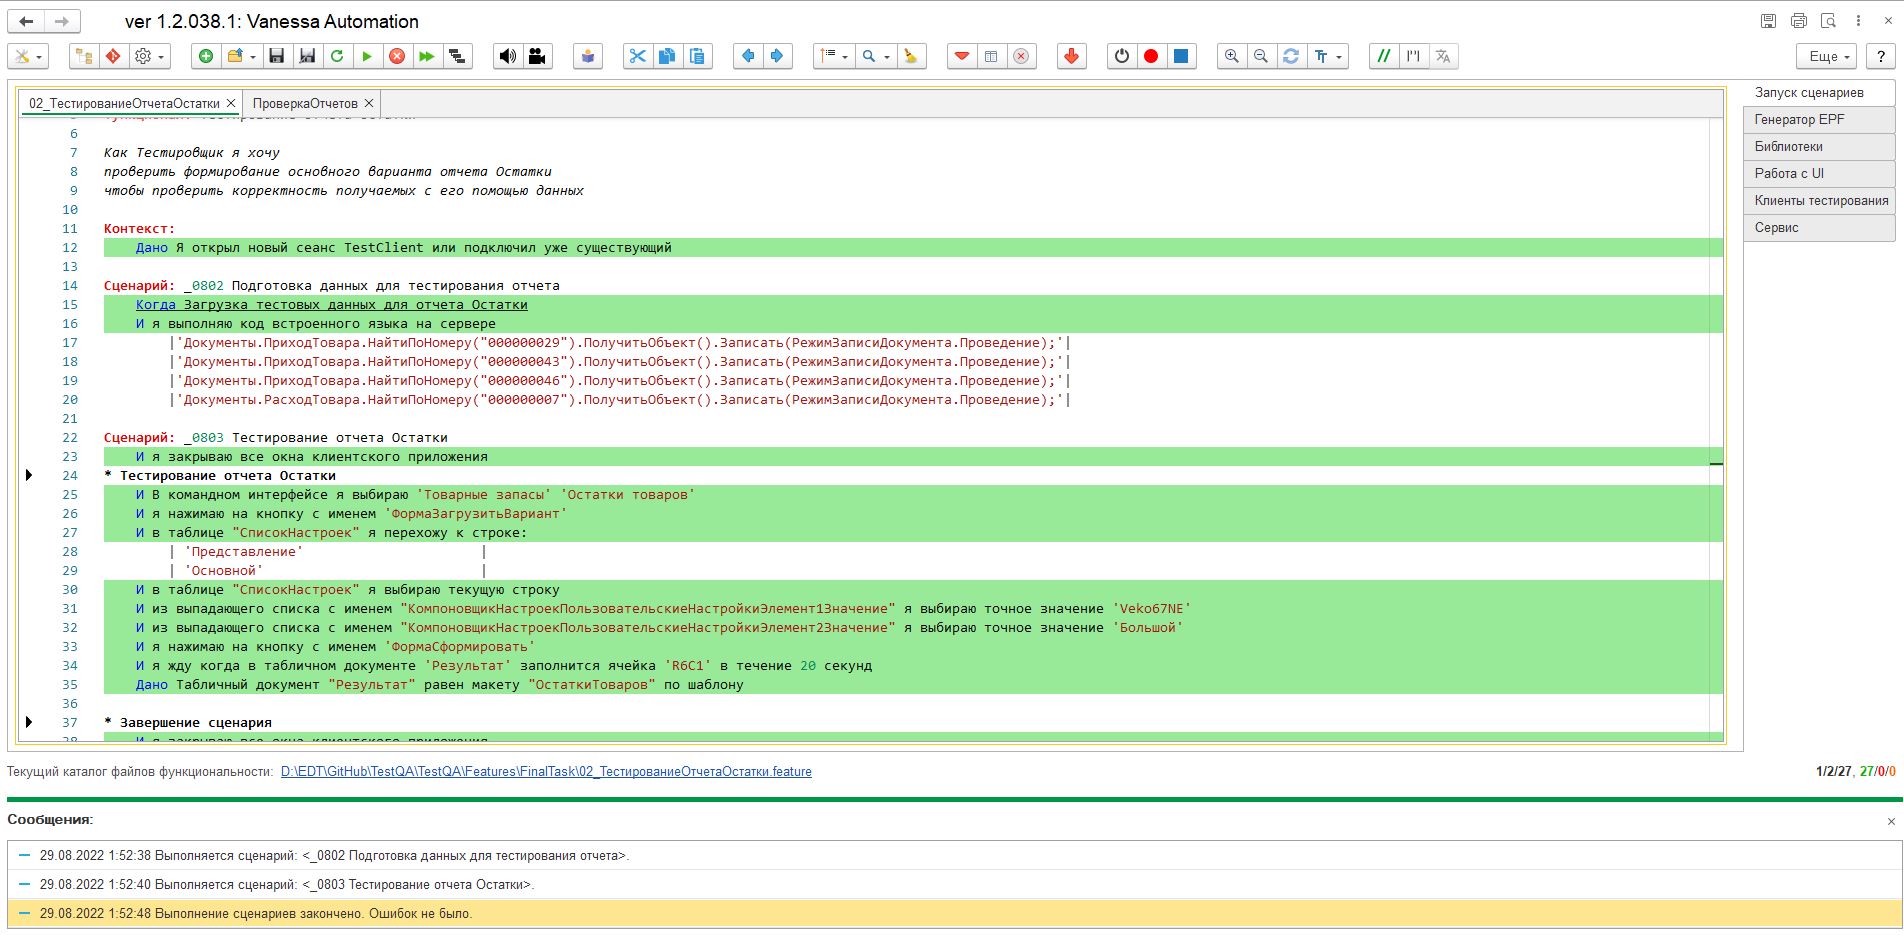 ver 1.2.038.1: Vanessa Automation
Еще
?
02_ТестированиеОтчетаОстатки
ПроверкаОтчетов
Запуск сценариев
Генератор EPF
Библиотеки
Работа с UI
Клиенты тестирования
Сервис
6
7 Как Тестировщик я хочу
8 проверить формирование основного варианта отчета Остатки
9 чтобы проверить корректность получаемых с его помощью данных
10
11 Контекст:
12 Дано Я открыл новый сеанс TestClient или подключил уже существующий
13
14 Сценарий: _0802 Подготовка данных для тестирования отчета
15 Когда Загрузка тестовых данных для отчета Остатки
16 И я выполняю код встроенного языка на сервере
17 |'Документы.ПриходТовара.НайтиПоНомеру("000000029").ПолучитьОбъект().Записать(РежимЗаписиДокумента.Проведение);'|
18 |'Документы.ПриходТовара.НайтиПоНомеру("000000043").ПолучитьОбъект().Записать(РежимЗаписиДокумента.Проведение);'|
19 |'Документы.ПриходТовара.НайтиПоНомеру("000000046").ПолучитьОбъект().Записать(РежимЗаписиДокумента.Проведение);'|
20 |'Документы.РасходТовара.НайтиПоНомеру("000000007").ПолучитьОбъект().Записать(РежимЗаписиДокумента.Проведение);'|
21
22 Сценарий: _0803 Тестирование отчета Остатки
23 И я закрываю все окна клиентского приложения
24 * Тестирование отчета Остатки
25 И В командном интерфейсе я выбираю 'Товарные запасы' 'Остатки товаров'
26 И я нажимаю на кнопку с именем 'ФормаЗагрузитьВариант'
27 И в таблице "СписокНастроек" я перехожу к строке:
28 | 'Представление' |
29 | 'Основной' |
30 И в таблице "СписокНастроек" я выбираю текущую строку
31 И из выпадающего списка с именем "КомпоновщикНастроекПользовательскиеНастройкиЭлемент1Значение" я выбираю точное значение 'Veko67NE'
32 И из выпадающего списка с именем "КомпоновщикНастроекПользовательскиеНастройкиЭлемент2Значение" я выбираю точное значение 'Большой'
33 И я нажимаю на кнопку с именем 'ФормаСформировать'
34 И я жду когда в табличном документе 'Результат' заполнится ячейка 'R6C1' в течение 20 секунд
35 Дано Табличный документ "Результат" равен макету "ОстаткиТоваров" по шаблону
36
37 * Завершение сценария
38 И я закрываю все окна клиентского приложения
Текущий каталог файлов функциональности: D:\EDT\GitHub\TestQA\TestQA\Features\FinalTask\02_ТестированиеОтчетаОстатки.feature
1/2/27, 27/0/0
Сообщения:
29.08.2022 1:52:38 Выполняется сценарий: <_0802 Подготовка данных для тестирования отчета>.
29.08.2022 1:52:40 Выполняется сценарий: <_0803 Тестирование отчета Остатки>.
29.08.2022 1:52:48 Выполнение сценариев закончено. Ошибок не было.